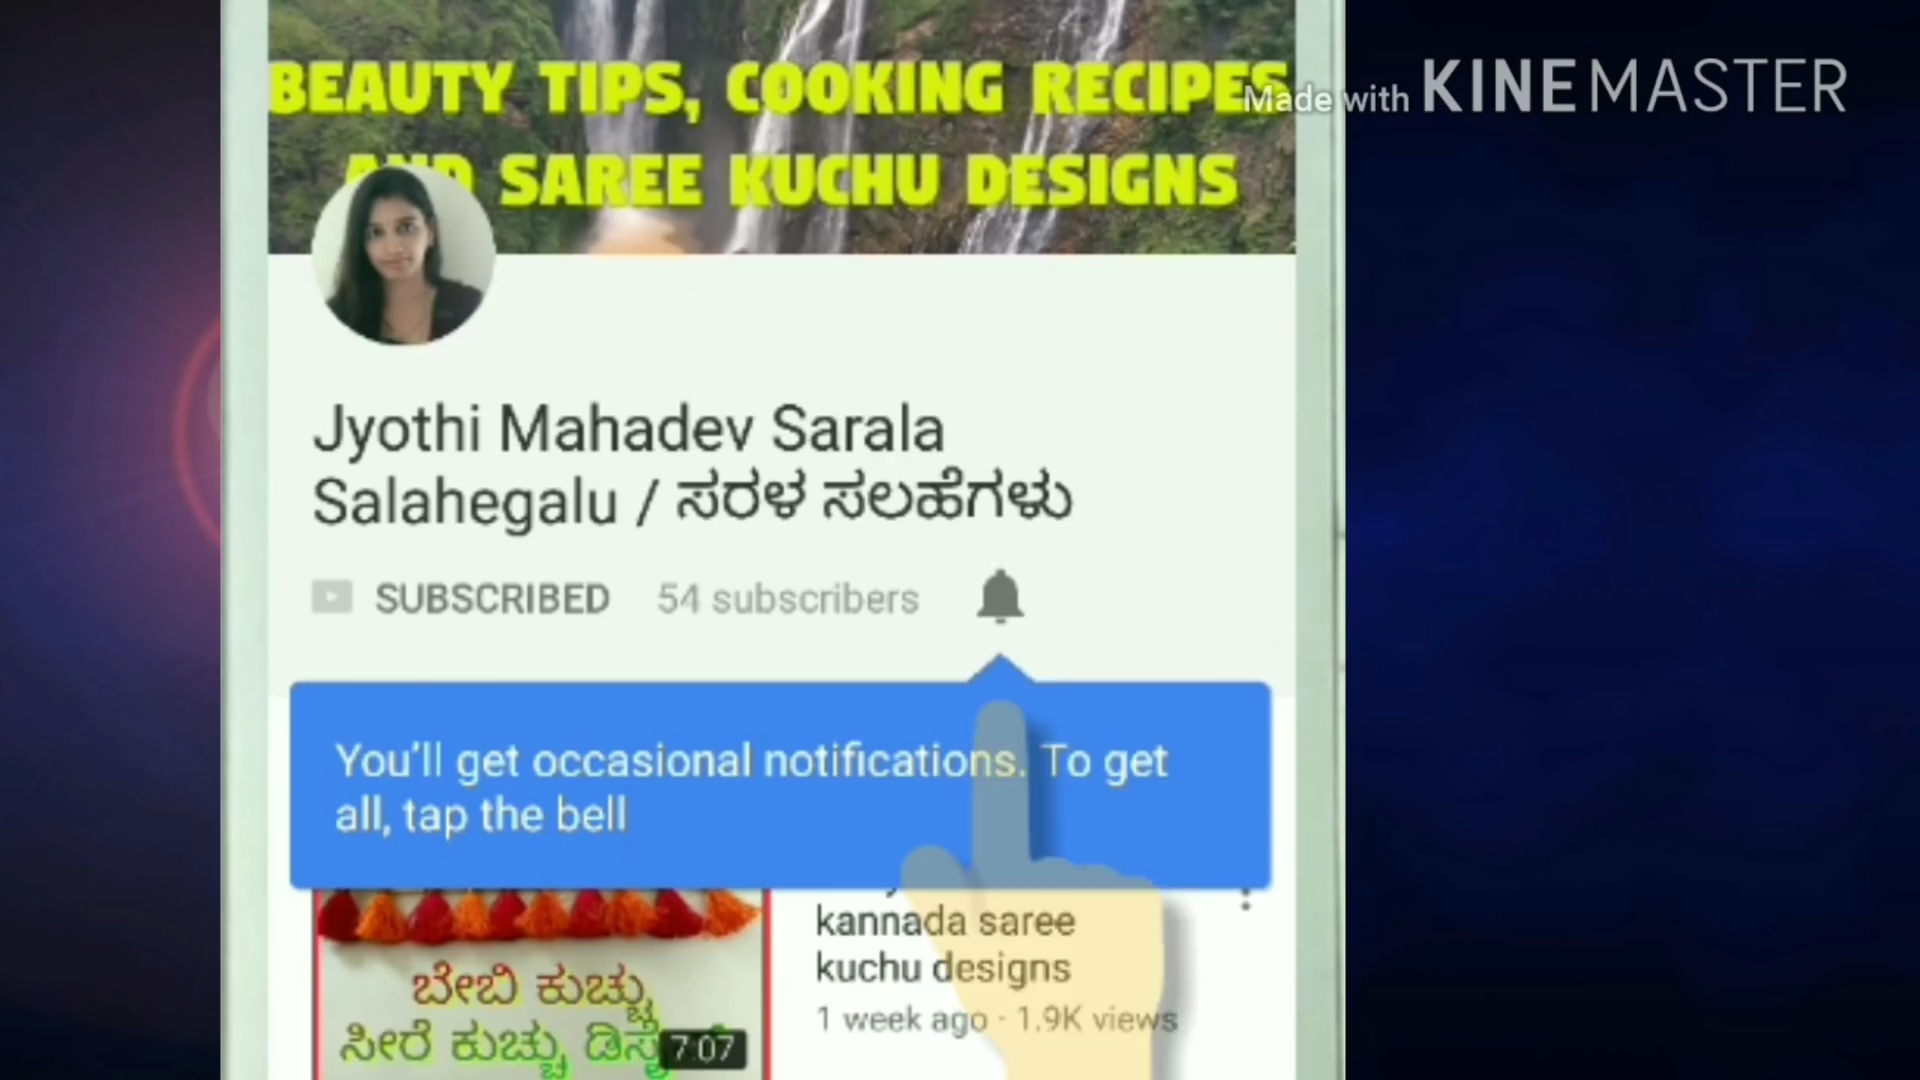 BEAUTY TIPS, COOKING RECIPES
Made with KINEMASTER
AND SAREE KUCHU DESIGNS
Jyothi Mahadev Sarala
Salahegalu / ಸರಳ ಸಲಹೆಗಳು
SUBSCRIBED 54 subscribers
You'll get occasional notifications. To get
all, tap the bell
kannada saree
kuchu designs
1 week ago · 1.9K views
ಬೇಬಿ ಕುಚ್ಚು
ಸೀರೆ ಕುಚ್ಚು
7:07